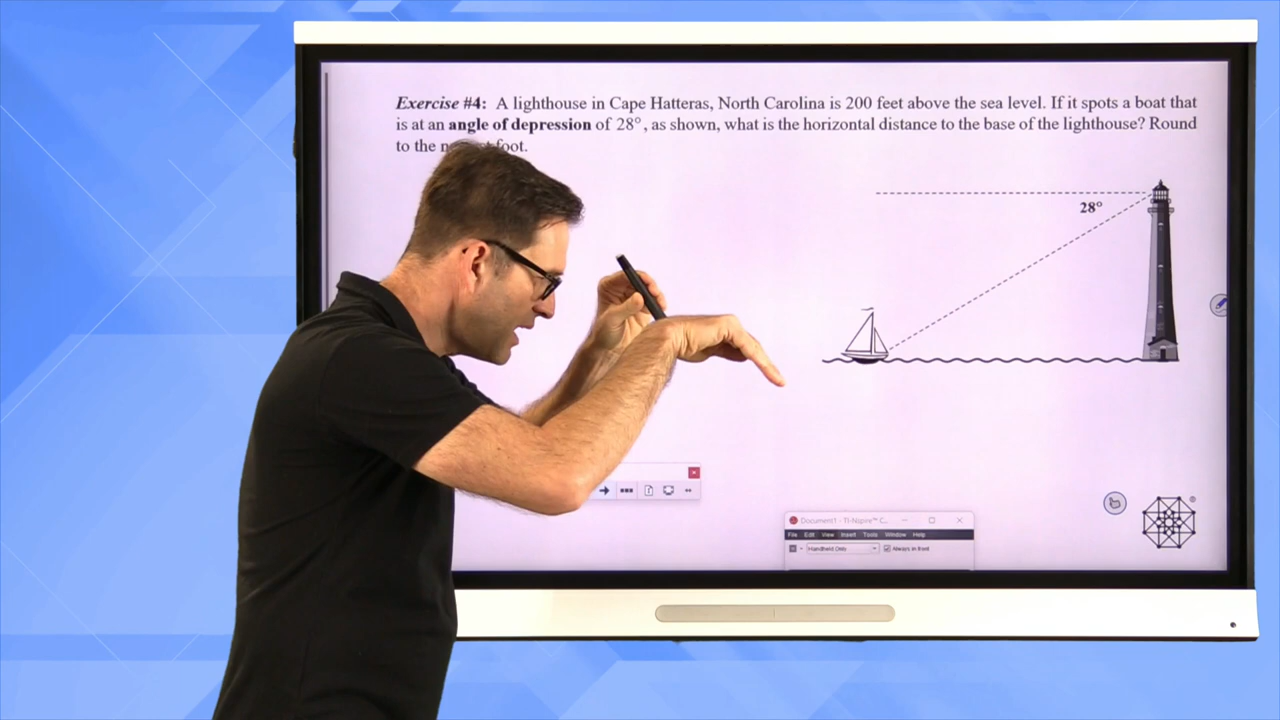 Exercise #4: A lighthouse in Cape Hatteras, North Carolina is 200 feet above the sea level. If it spots a boat that
is at an angle of depression of 28°, as shown, what is the horizontal distance to the base of the lighthouse? Round
to the foot.
28°
Document1 - TI-Nspire™ C...
File Edit View Insert Tools Window Help
Handheld Only Always in front
®